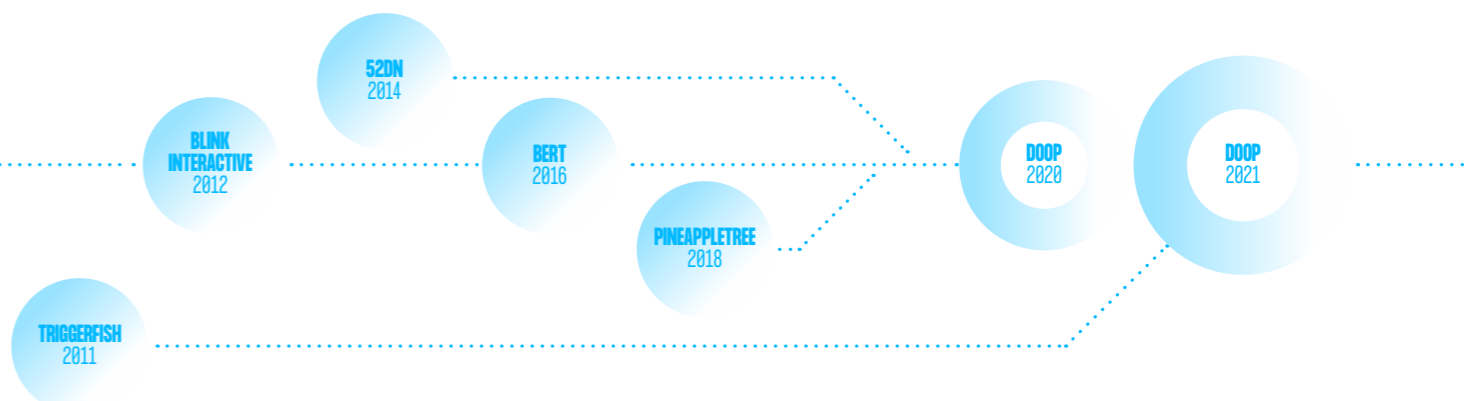 52DN
2014
BLINK
INTERACTIVE
2012
BERT
2016
DOOP
2020
DOOP
2021
PINEAPPLETREE
2018
TRIGGERFISH
2011